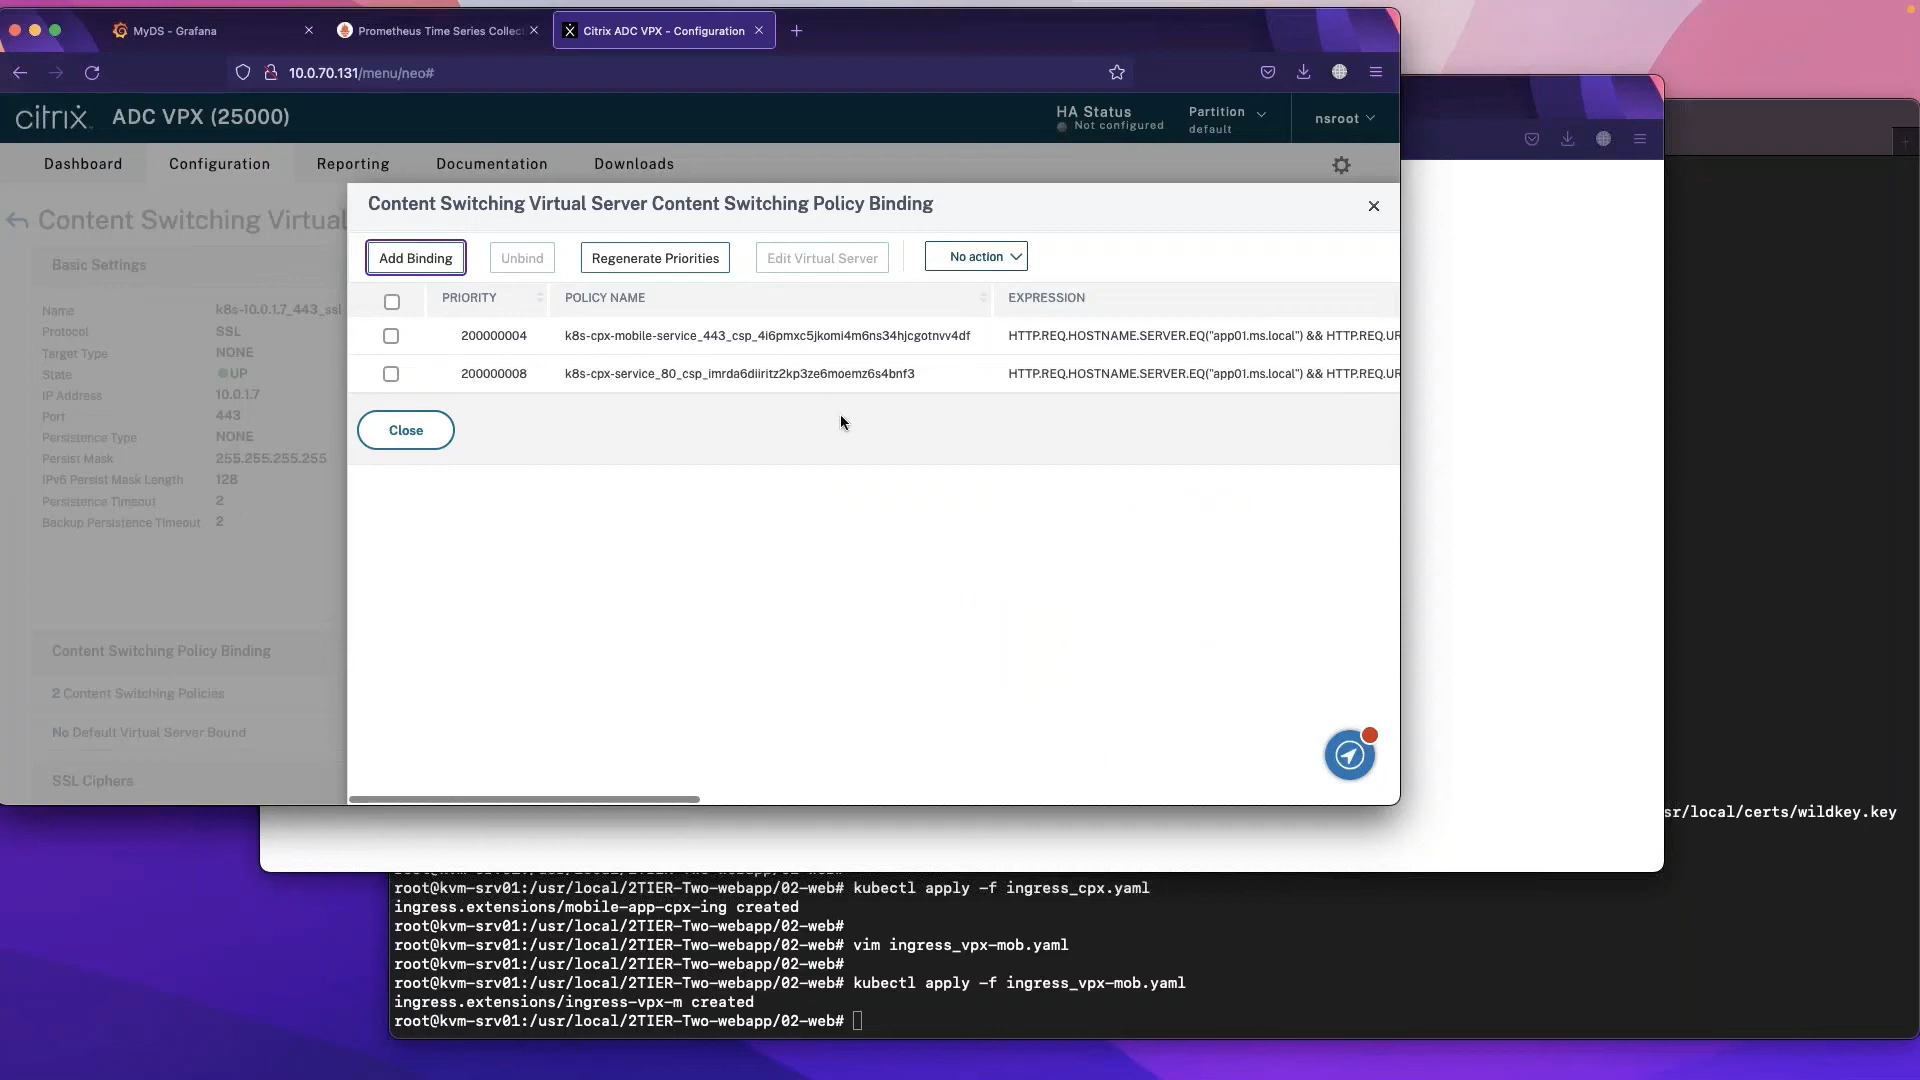 MyDS - Grafana
Prometheus Time Series Collec
Citrix ADC VPX - Configuration
10.0.70.131/menu/neo#
citrix ADC VPX (25000)
HA Status
Not configured
Partition
default
nsroot
Dashboard
Configuration
Reporting
Documentation
Downloads
Content Switching Virtual
Basic Settings
Name k8s-10.0.1.7_443_ssl
Protocol SSL
Target Type NONE
State UP
IP Address 10.0.1.7
Port 443
Persistence Type NONE
Persist Mask 255.255.255.255
IPv6 Persist Mask Length 128
Persistence Timeout 2
Backup Persistence Timeout 2
Content Switching Policy Binding
2 Content Switching Policies
No Default Virtual Server Bound
SSL Ciphers
Content Switching Virtual Server Content Switching Policy Binding
Add Binding
Unbind
Regenerate Priorities
Edit Virtual Server
No action
PRIORITY POLICY NAME EXPRESSION
200000004 k8s-cpx-mobile-service_443_csp_4i6pmxc5jkomi4m6ns34hjcgotnvv4df HTTP.REQ.HOSTNAME.SERVER.EQ("app01.ms.local") && HTTP.REQ.UR
200000008 k8s-cpx-service_80_csp_imrda6diiritz2kp3ze6moemz6s4bnf3 HTTP.REQ.HOSTNAME.SERVER.EQ("app01.ms.local") && HTTP.REQ.UR
Close
sr/local/certs/wildkey.key
root@kvm-srv01:/usr/local/2TIER-Two-webapp/02-web# kubectl apply -f ingress_cpx.yaml
ingress.extensions/mobile-app-cpx-ing created
root@kvm-srv01:/usr/local/2TIER-Two-webapp/02-web#
root@kvm-srv01:/usr/local/2TIER-Two-webapp/02-web# vim ingress_vpx-mob.yaml
root@kvm-srv01:/usr/local/2TIER-Two-webapp/02-web#
root@kvm-srv01:/usr/local/2TIER-Two-webapp/02-web# kubectl apply -f ingress_vpx-mob.yaml
ingress.extensions/ingress-vpx-m created
root@kvm-srv01:/usr/local/2TIER-Two-webapp/02-web#